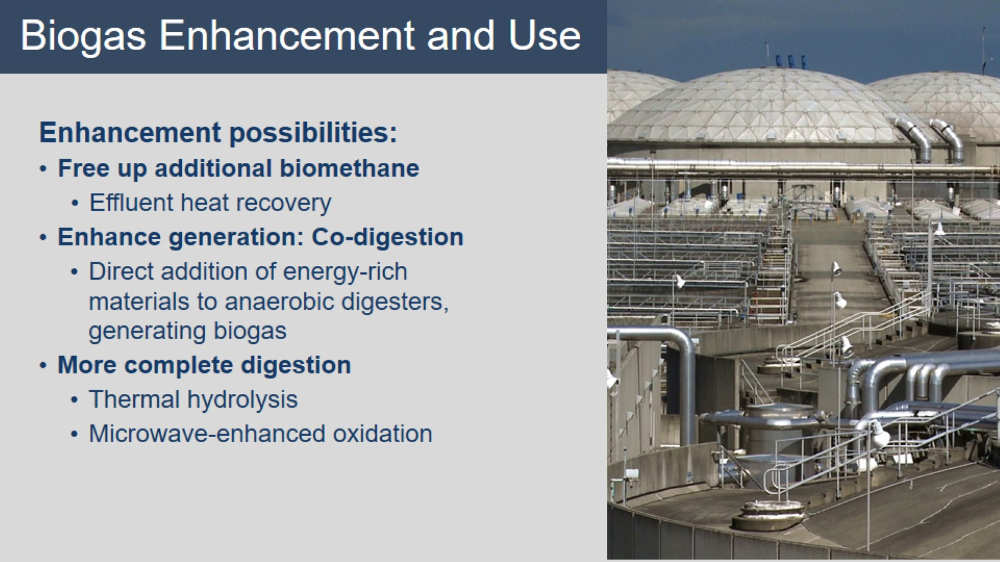 Biogas Enhancement and Use
Enhancement possibilities:
• Free up additional biomethane
• Effluent heat recovery
• Enhance generation: Co-digestion
• Direct addition of energy-rich
materials to anaerobic digesters,
generating biogas
• More complete digestion
• Thermal hydrolysis
• Microwave-enhanced oxidation